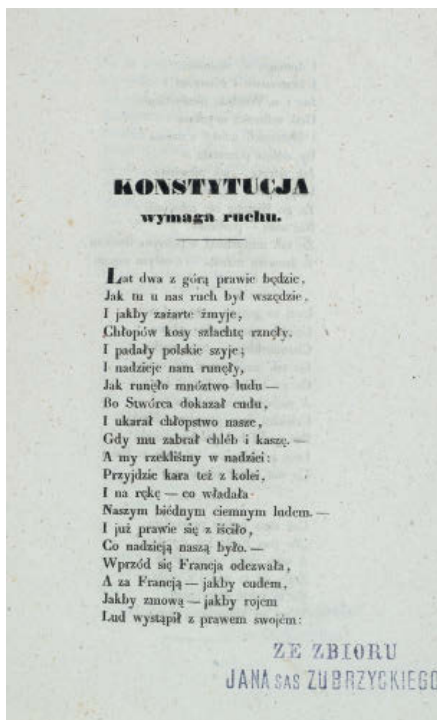 KONSTYTUCJA
wymaga ruchu.
Lat dwa z górą prawie będzie,
Jak tu u nas ruch był wszędzie,
I jakby zażarte żmyje,
Chłopów kosy szlachtę rznęły.
I padały polskie szyje;
I nadzieje nam runęły,
Jak runęło mnóztwo ludu —
Bo Stwórca dokazał cudu,
I ukarał chłopstwo nasze,
Gdy mu zabrał chléb i kaszę. —
A my rzekliśmy w nadziei:
Przyjdzie kara też z kolei,
I na rękę — co władała
Naszym biédnym ciemnym ludem. —
I już prawie się z iściło,
Co nadzieją naszą było. —
Wprzód się Francja odezwała,
A za Francją — jakby cudem,
Jakby zmową — jakby rojem
Lud wystąpił z prawem swojém:
ZE ZBIORU
JANA SAS ZUBRZYCKIEGO